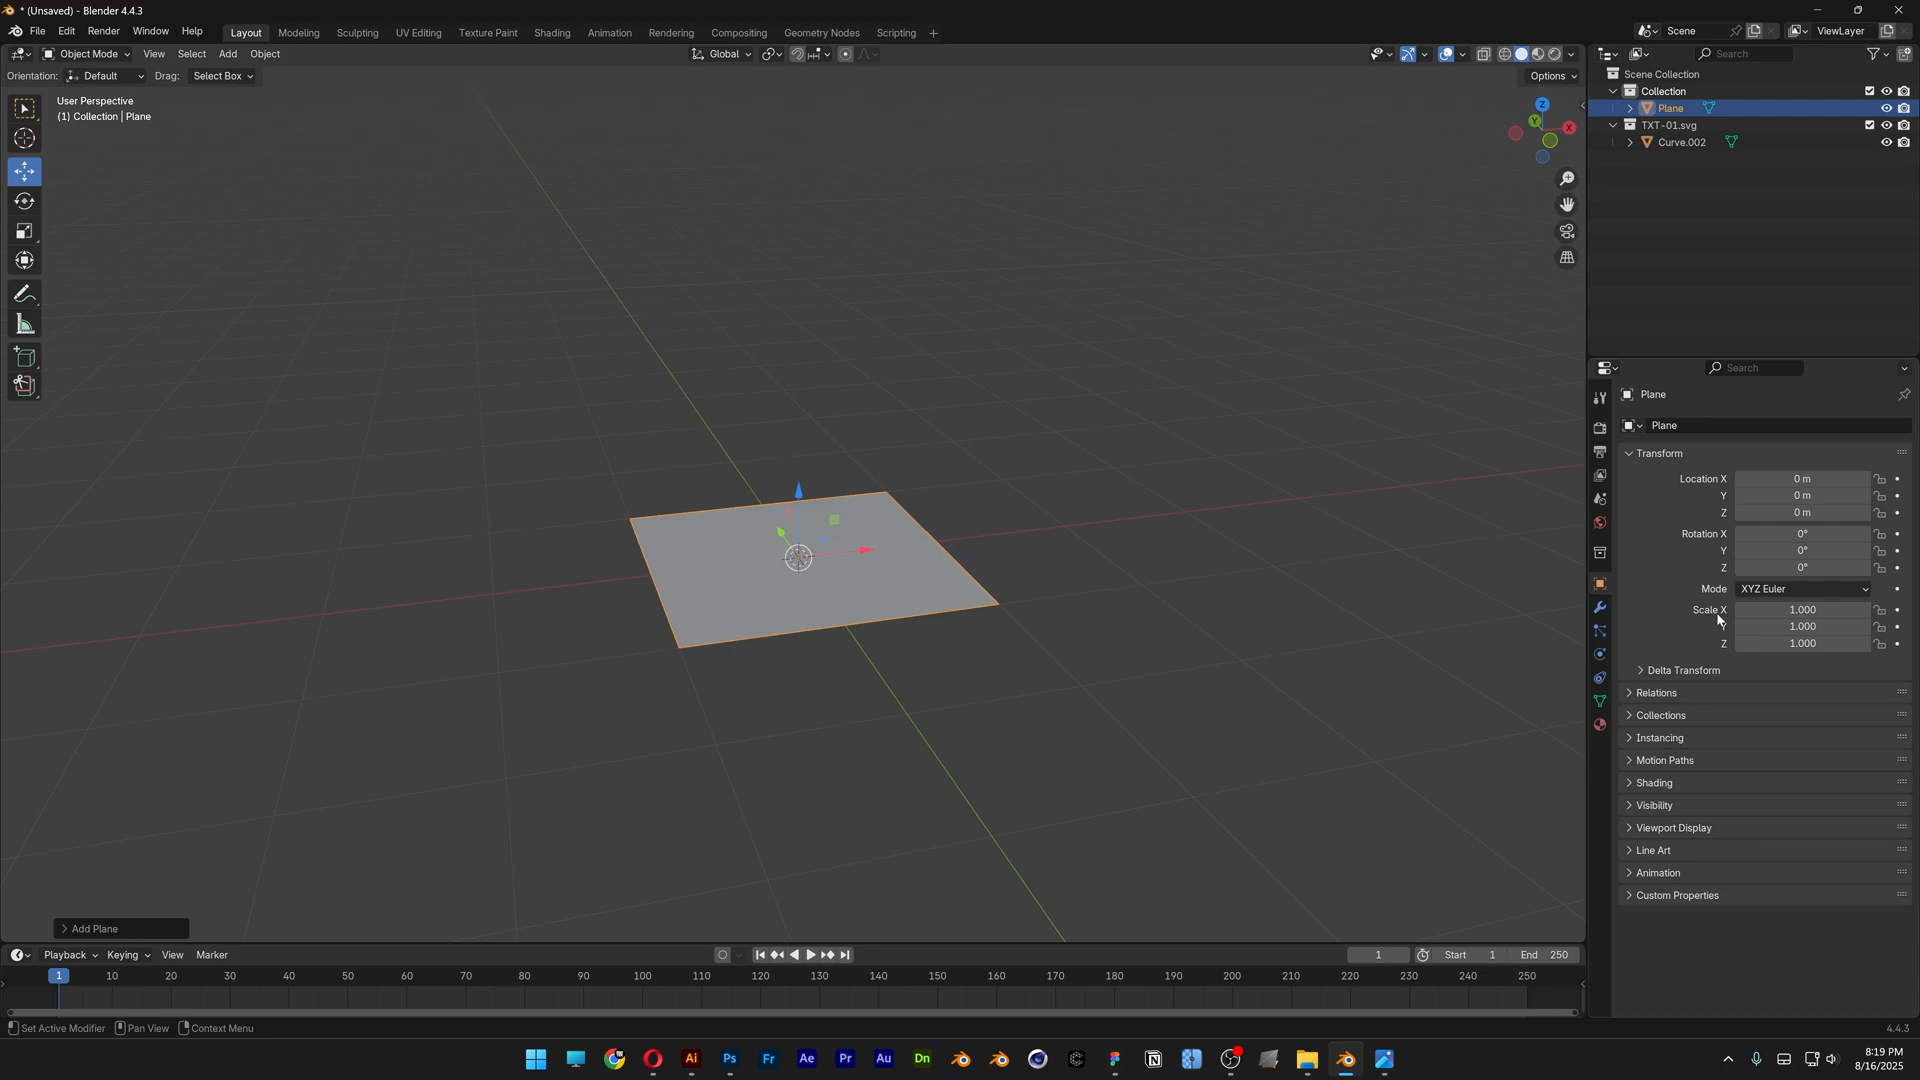 * (Unsaved) - Blender 4.4.3
File Edit Render Window Help Layout Modeling Sculpting UV Editing Texture Paint Shading Animation Rendering Compositing Geometry Nodes Scripting + Scene ViewLayer
Object Mode View Select Add Object Global Search
Orientation: Default Drag: Select Box Options
Scene Collection
Collection
Plane
TXT-01.svg
Curve.002
User Perspective
(1) Collection | Plane
Z
Y
X
Search
Plane
Plane
Transform
Location X 0 m
Y 0 m
Z 0 m
Rotation X 0°
Y 0°
Z 0°
Mode XYZ Euler
Scale X 1.000
Y 1.000
Z 1.000
Delta Transform
Relations
Collections
Instancing
Motion Paths
Shading
Visibility
Viewport Display
Line Art
Animation
Custom Properties
Add Plane
Playback Keying View Marker 1 Start 1 End 250
1 10 20 30 40 50 60 70 80 90 100 110 120 130 140 150 160 170 180 190 200 210 220 230 240 250
Set Active Modifier Pan View Context Menu 4.4.3
Ai Ps Fr Ae Pr Au Dn
8:19 PM
8/16/2025